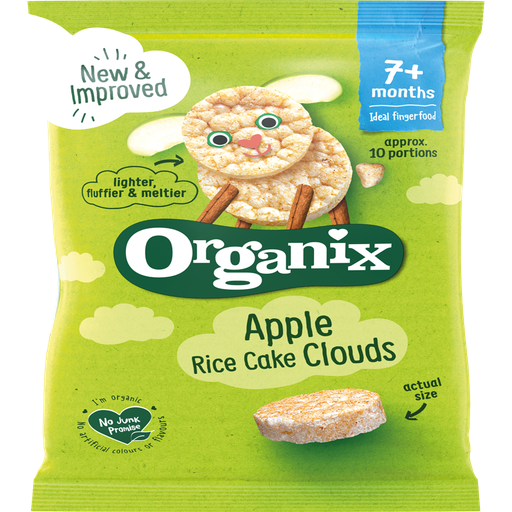 New &
Improved
7+
months
Ideal fingerfood
approx.
10 portions
lighter,
fluffier & meltier
Organix
Apple
Rice Cake Clouds
actual
size
I'm organic
No Junk
Promise
No artificial colours or flavours